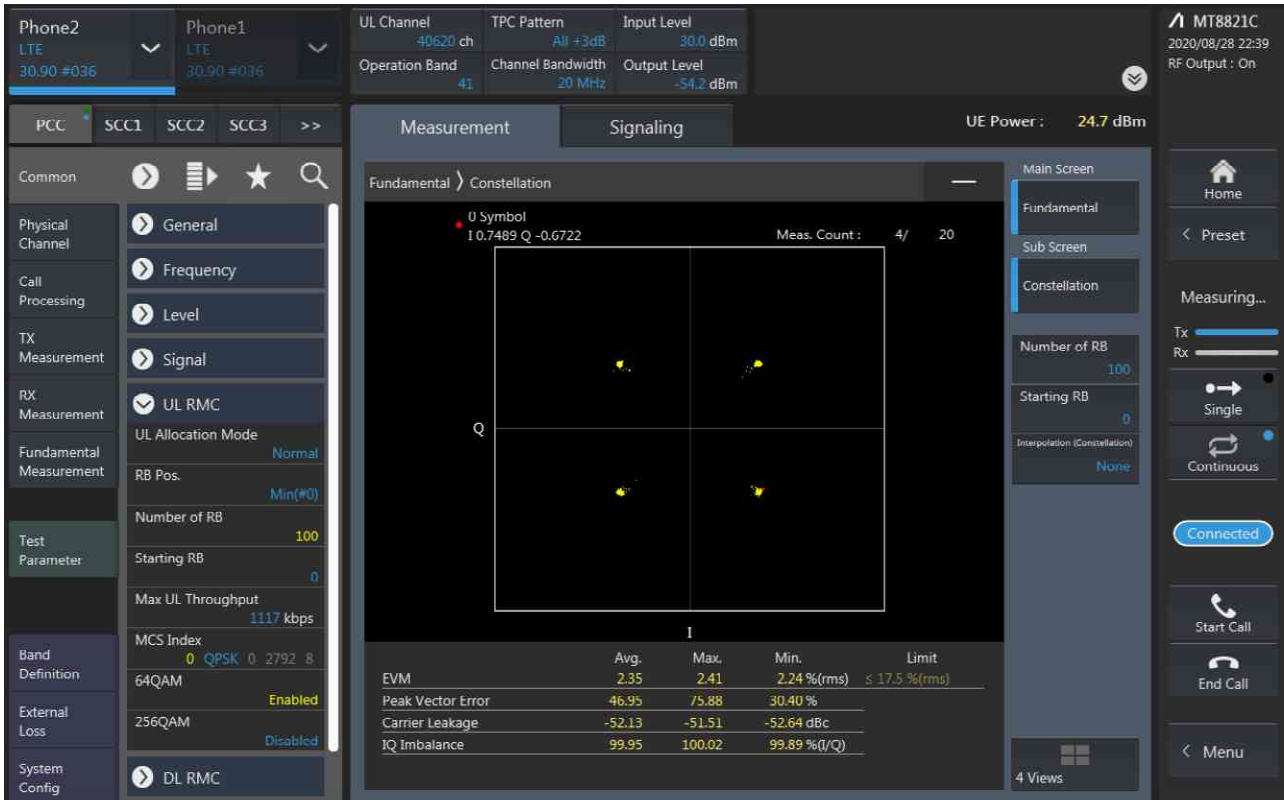 Phone2
LTE
30.90 #036
Phone1
LTE
30.90 #036
UL Channel
40620 ch
TPC Pattern
All +3dB
Input Level
30.0 dBm
Operation Band
41
Channel Bandwidth
20 MHz
Output Level
-54.2 dBm
MT8821C
2020/08/28 22:39
RF Output : On
PCC SCC1 SCC2 SCC3 >>
Measurement
Signaling
UE Power : 24.7 dBm
Common
Physical
Channel
Call
Processing
TX
Measurement
RX
Measurement
Fundamental
Measurement
Test
Parameter
Band
Definition
External
Loss
System
Config
General
Frequency
Level
Signal
UL RMC
UL Allocation Mode
Normal
RB Pos.
Min(#0)
Number of RB
100
Starting RB
0
Max UL Throughput
1117 kbps
MCS Index
0 QPSK 0 2792 8
64QAM
Enabled
256QAM
Disabled
DL RMC
Fundamental 〉 Constellation
0 Symbol
I 0.7489 Q -0.6722
Meas. Count : 4/ 20
Q
I
Avg. Max. Min. Limit
EVM 2.35 2.41 2.24 %(rms) ≤ 17.5 %(rms)
Peak Vector Error 46.95 75.88 30.40 %
Carrier Leakage -52.13 -51.51 -52.64 dBc
IQ Imbalance 99.95 100.02 99.89 %(I/Q)
Main Screen
Fundamental
Sub Screen
Constellation
Number of RB
100
Starting RB
0
Interpolation (Constellation)
None
4 Views
Home
< Preset
Measuring...
Tx
Rx
Single
Continuous
Connected
Start Call
End Call
< Menu